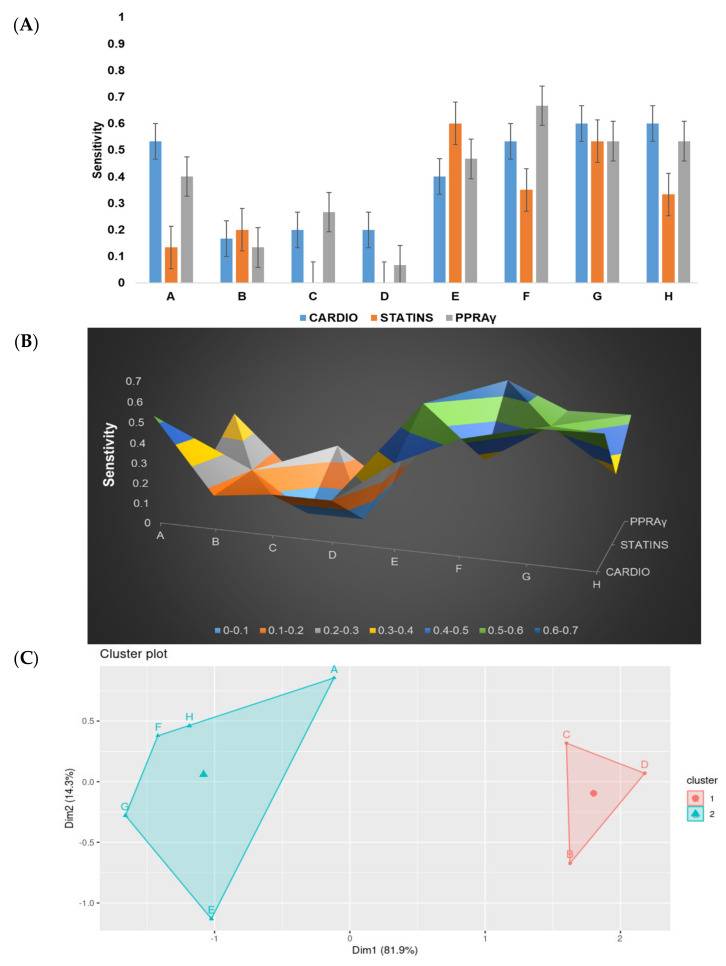 (A)
1
0.9
0.8
0.7
0.6
0.5
0.4
0.3
0.2
0.1
0
Sensitivity
A B C D E F G H
CARDIO STATINS PPRAγ
(B)
0.7
0.6
0.5
0.4
0.3
0.2
0.1
0
Senstivity
A B C D E F G H
PPRAγ
STATINS
CARDIO
0-0.1 0.1-0.2 0.2-0.3 0.3-0.4 0.4-0.5 0.5-0.6 0.6-0.7
(C)
Cluster plot
A
H
F
G
E
C
D
B
0.5
0.0
-0.5
-1.0
Dim2 (14.3%)
-1 0 1 2
Dim1 (81.9%)
cluster
1
2